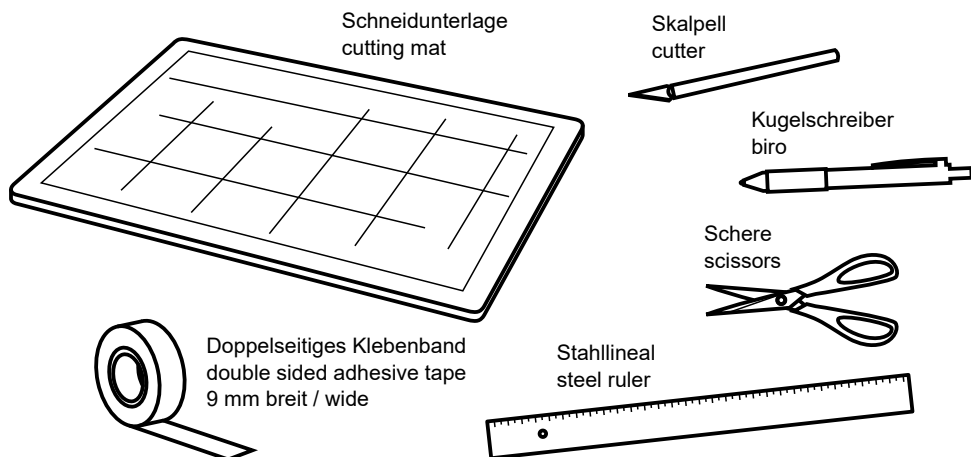 Schneidunterlage
cutting mat
Skalpell
cutter
Kugelschreiber
biro
Schere
scissors
Doppelseitiges Klebenband
double sided adhesive tape
9 mm breit / wide
Stahllineal
steel ruler